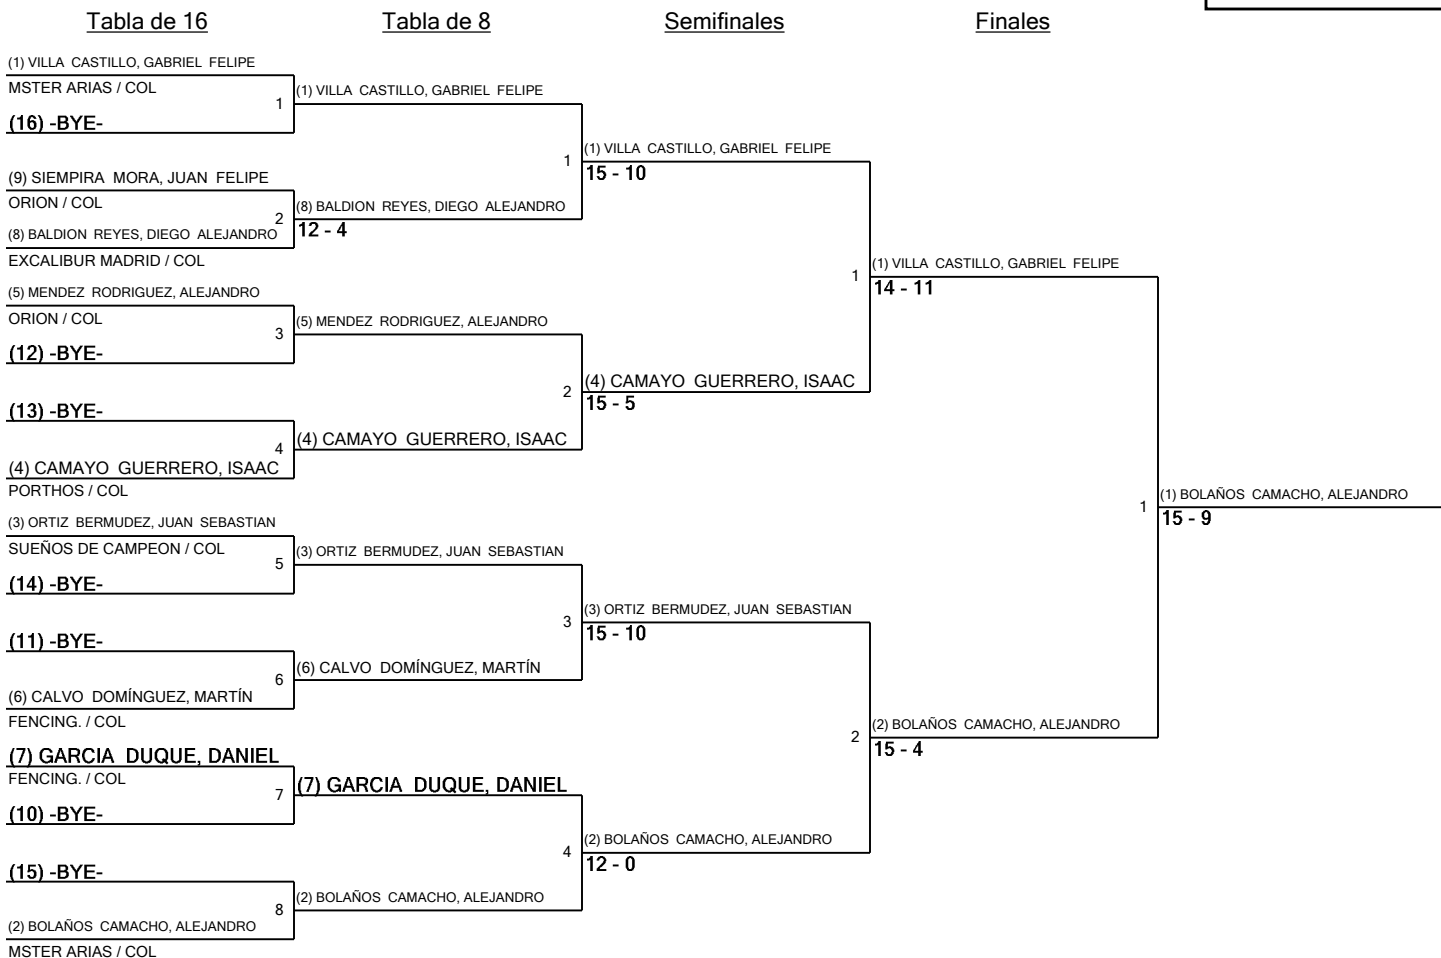 Tabla de 16 Tabla de 8 Semifinales Finales
(1) VILLA CASTILLO, GABRIEL FELIPE
MSTER ARIAS / COL
1
(16) -BYE-
(9) SIEMPIRA MORA, JUAN FELIPE
ORION / COL
2
(8) BALDION REYES, DIEGO ALEJANDRO
EXCALIBUR MADRID / COL
(5) MENDEZ RODRIGUEZ, ALEJANDRO
ORION / COL
3
(12) -BYE-
(13) -BYE-
4
(4) CAMAYO GUERRERO, ISAAC
PORTHOS / COL
(3) ORTIZ BERMUDEZ, JUAN SEBASTIAN
SUEÑOS DE CAMPEON / COL
5
(14) -BYE-
(11) -BYE-
6
(6) CALVO DOMÍNGUEZ, MARTÍN
FENCING. / COL
(7) GARCIA DUQUE, DANIEL
FENCING. / COL
7
(10) -BYE-
(15) -BYE-
8
(2) BOLAÑOS CAMACHO, ALEJANDRO
MSTER ARIAS / COL
(1) VILLA CASTILLO, GABRIEL FELIPE
1
(8) BALDION REYES, DIEGO ALEJANDRO
12 - 4
(5) MENDEZ RODRIGUEZ, ALEJANDRO
2
(4) CAMAYO GUERRERO, ISAAC
(3) ORTIZ BERMUDEZ, JUAN SEBASTIAN
3
(6) CALVO DOMÍNGUEZ, MARTÍN
(7) GARCIA DUQUE, DANIEL
4
(2) BOLAÑOS CAMACHO, ALEJANDRO
(1) VILLA CASTILLO, GABRIEL FELIPE
15 - 10
1
(4) CAMAYO GUERRERO, ISAAC
15 - 5
(3) ORTIZ BERMUDEZ, JUAN SEBASTIAN
15 - 10
2
(2) BOLAÑOS CAMACHO, ALEJANDRO
12 - 0
(1) VILLA CASTILLO, GABRIEL FELIPE
14 - 11
1
(2) BOLAÑOS CAMACHO, ALEJANDRO
15 - 4
(1) BOLAÑOS CAMACHO, ALEJANDRO
15 - 9